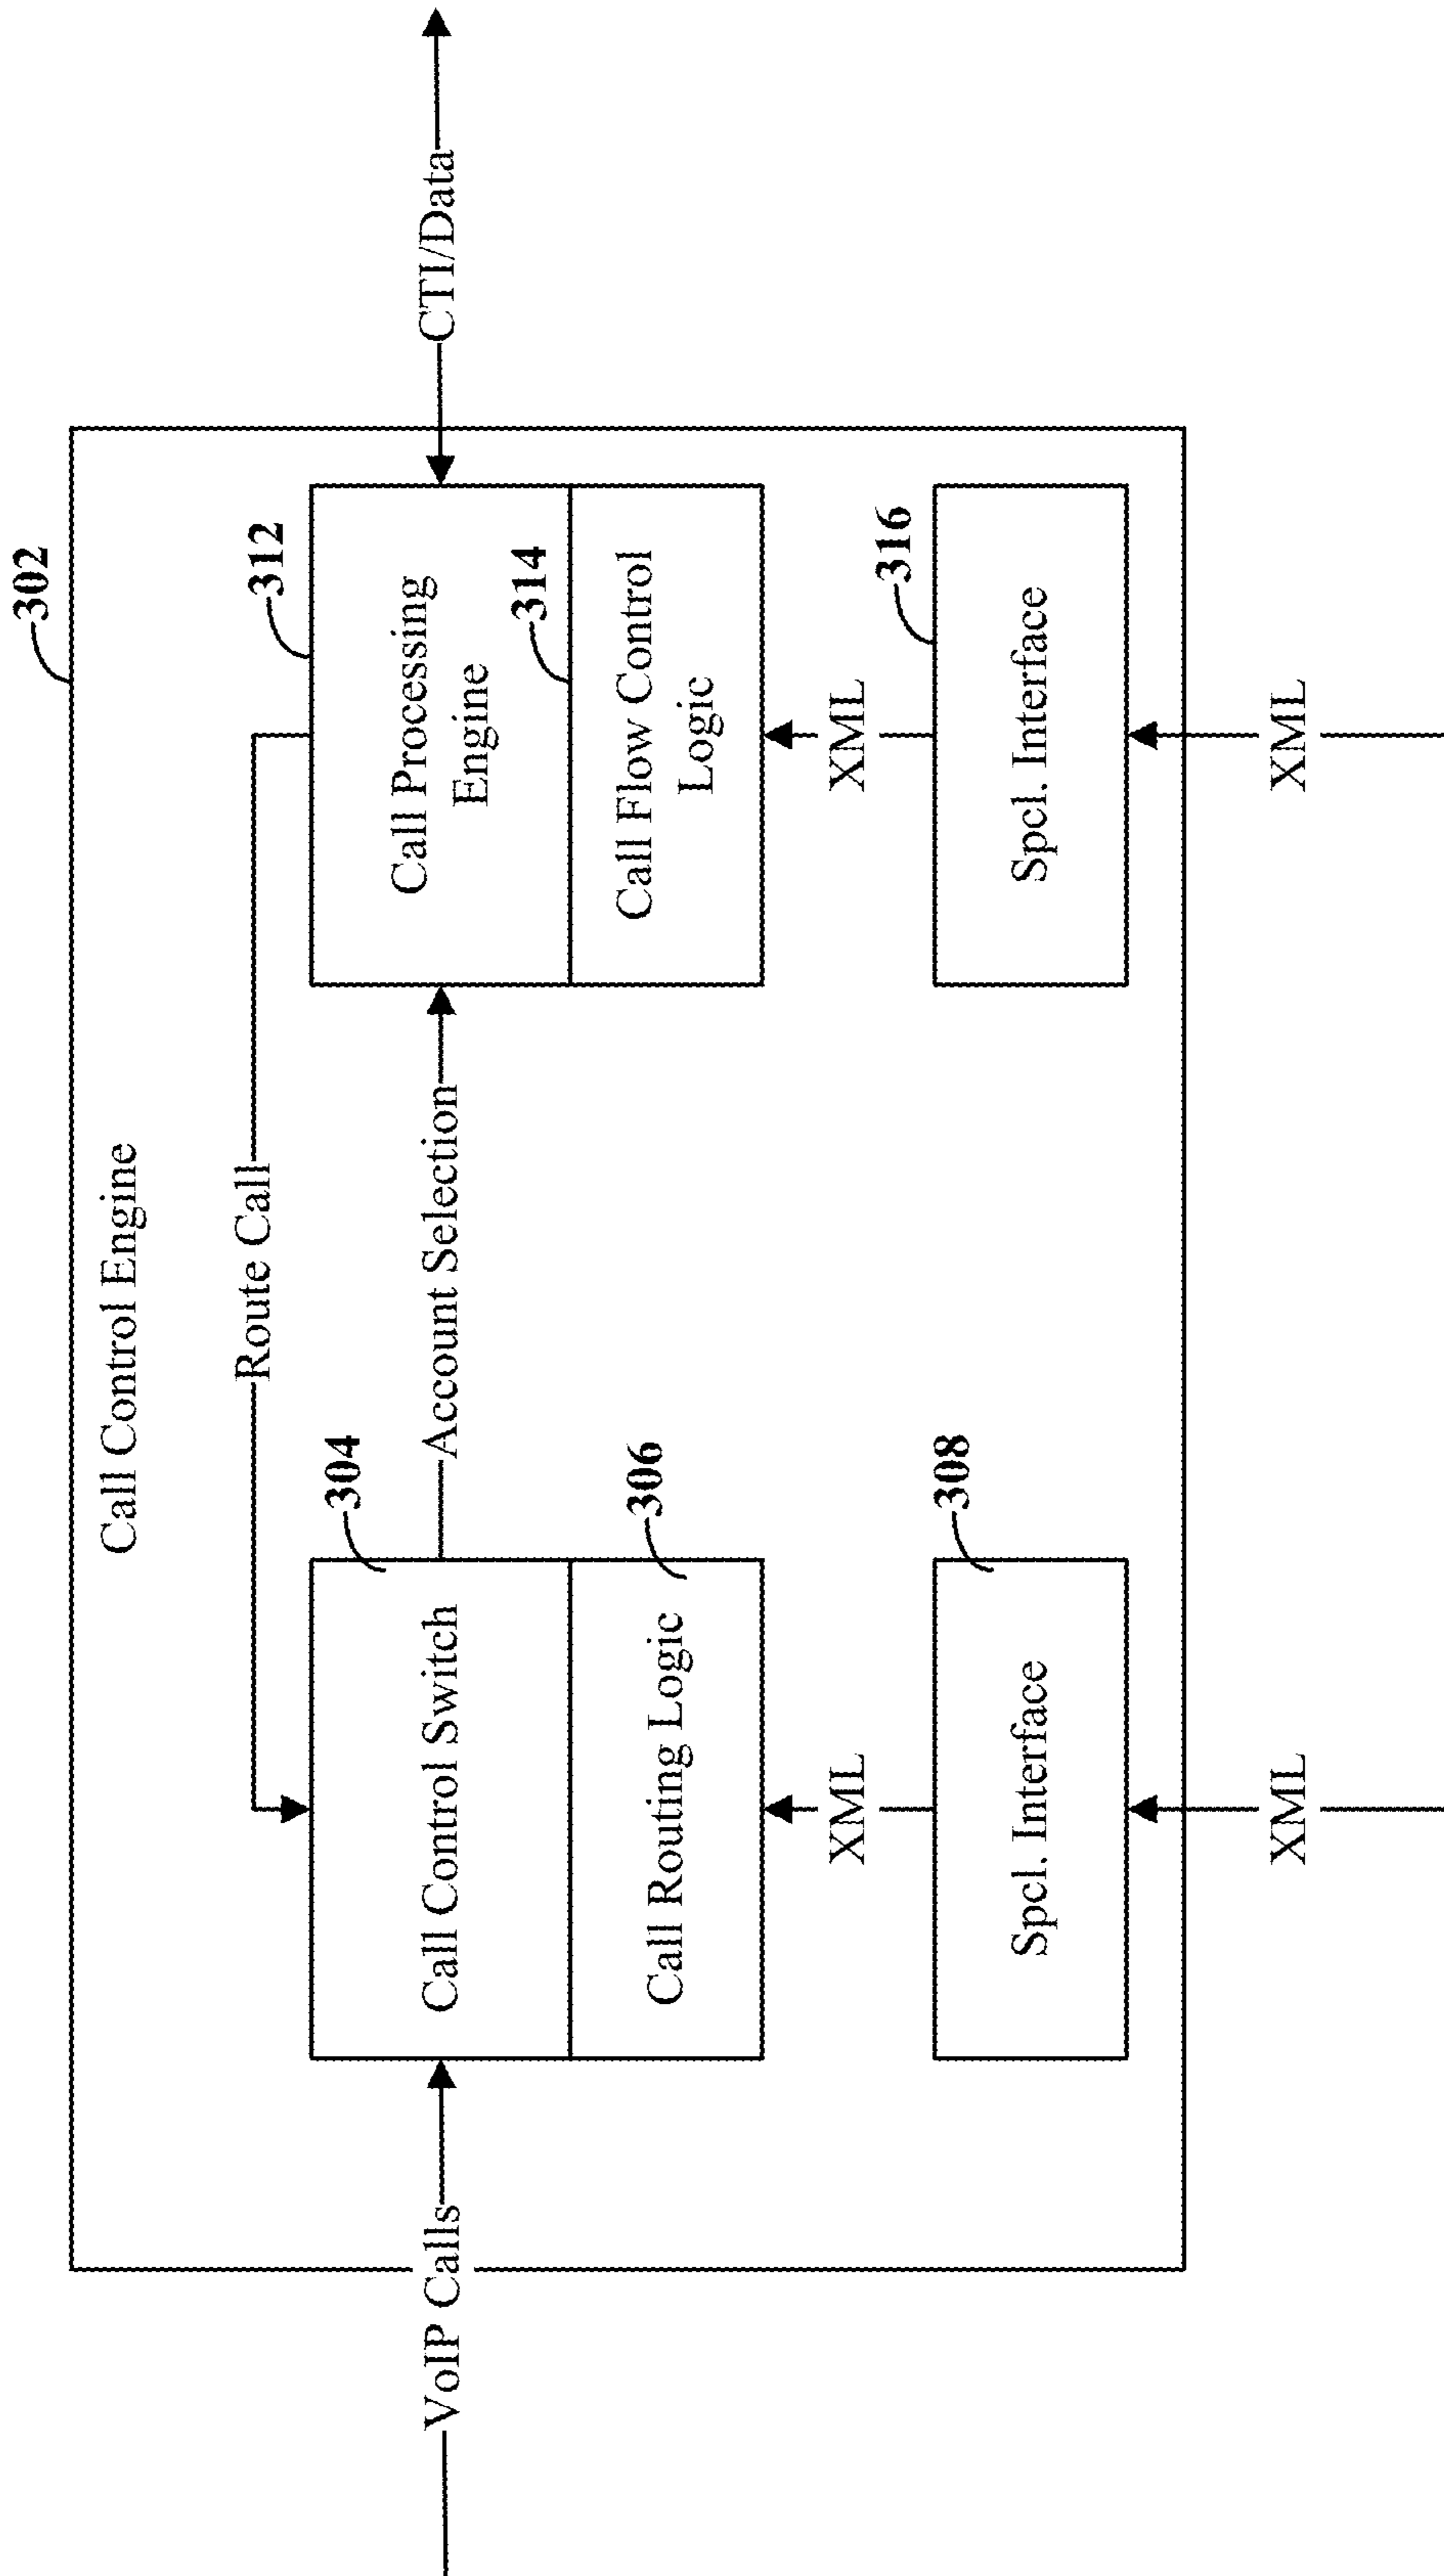 302
Call Control Engine
Route Call
304
312
VoIP Calls
Call Control Switch
Account Selection
Call Processing
Engine
CTI/Data
306
314
Call Routing Logic
Call Flow Control
Logic
XML
XML
308
316
Spcl. Interface
Spcl. Interface
XML
XML